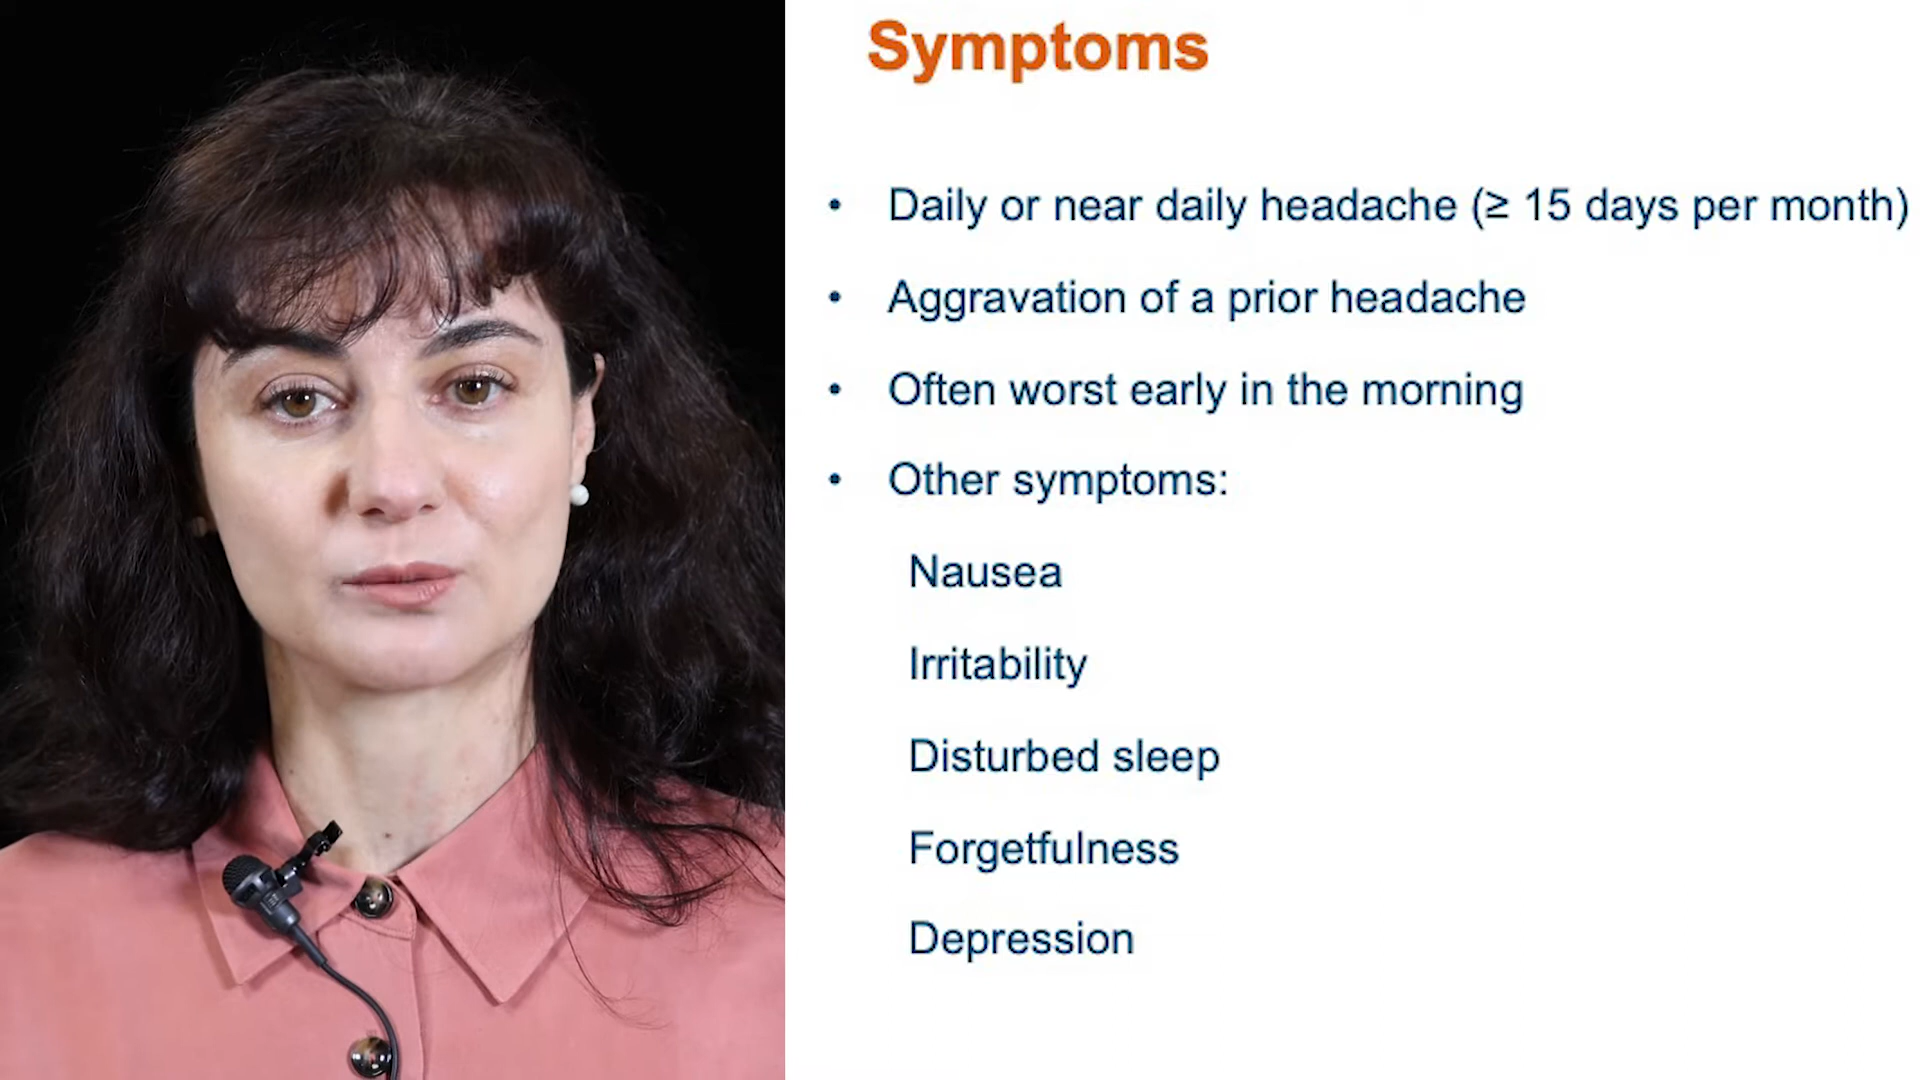 Symptoms
• Daily or near daily headache (≥ 15 days per month)
• Aggravation of a prior headache
• Often worst early in the morning
• Other symptoms:
Nausea
Irritability
Disturbed sleep
Forgetfulness
Depression